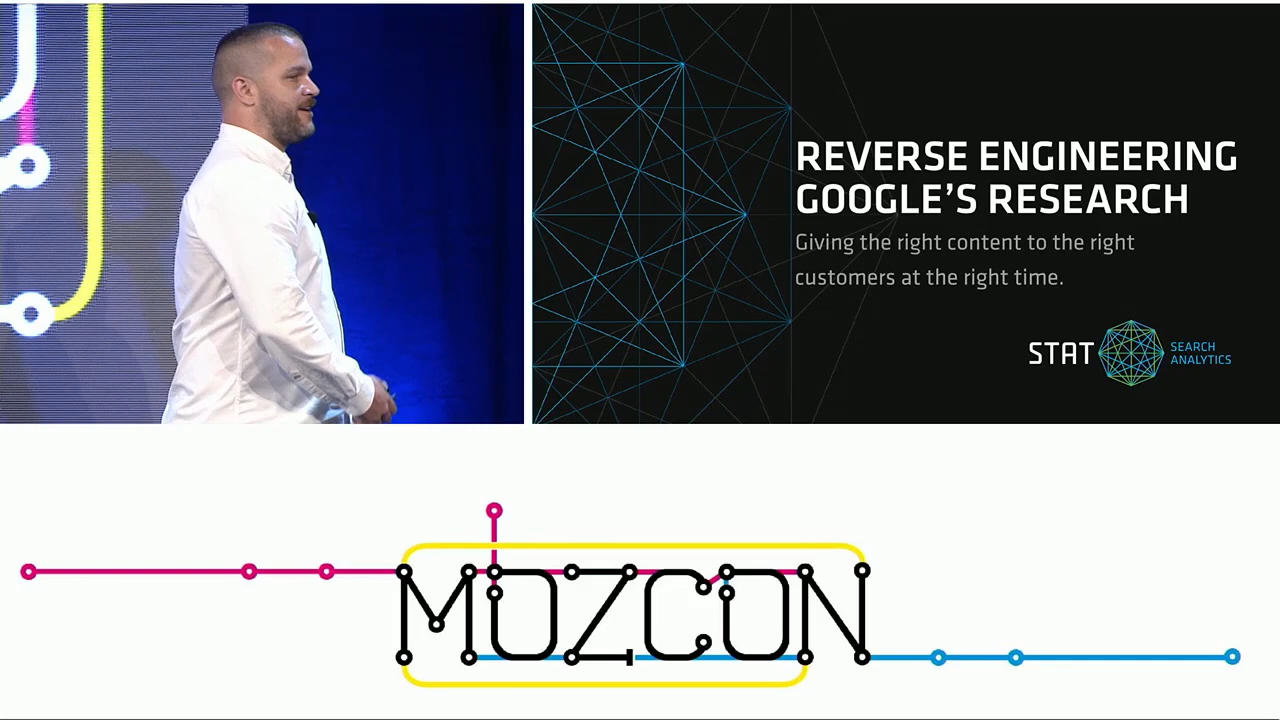 REVERSE ENGINEERING
GOOGLE'S RESEARCH
Giving the right content to the right
customers at the right time.
STAT
SEARCH
ANALYTICS
MOZCON